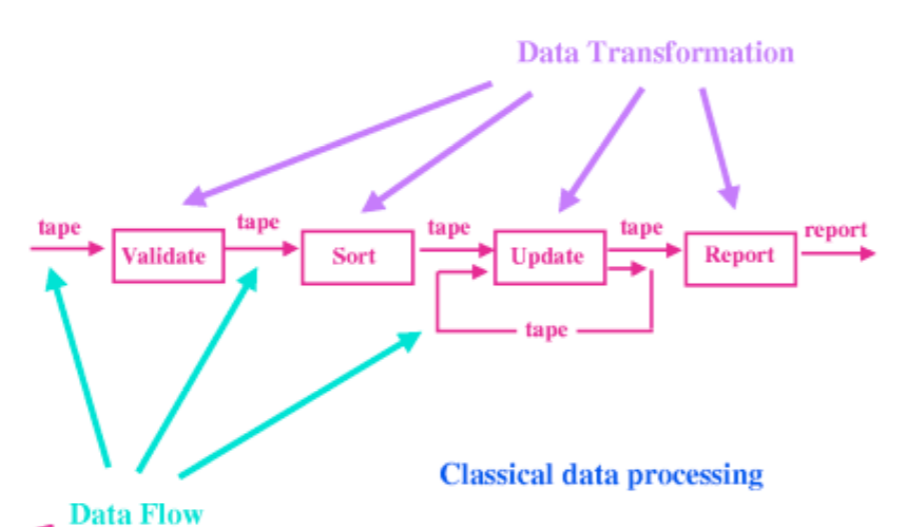 Data Transformation
tape
tape
tape
tape
report
Validate
Sort
Update
Report
tape
Classical data processing
Data Flow